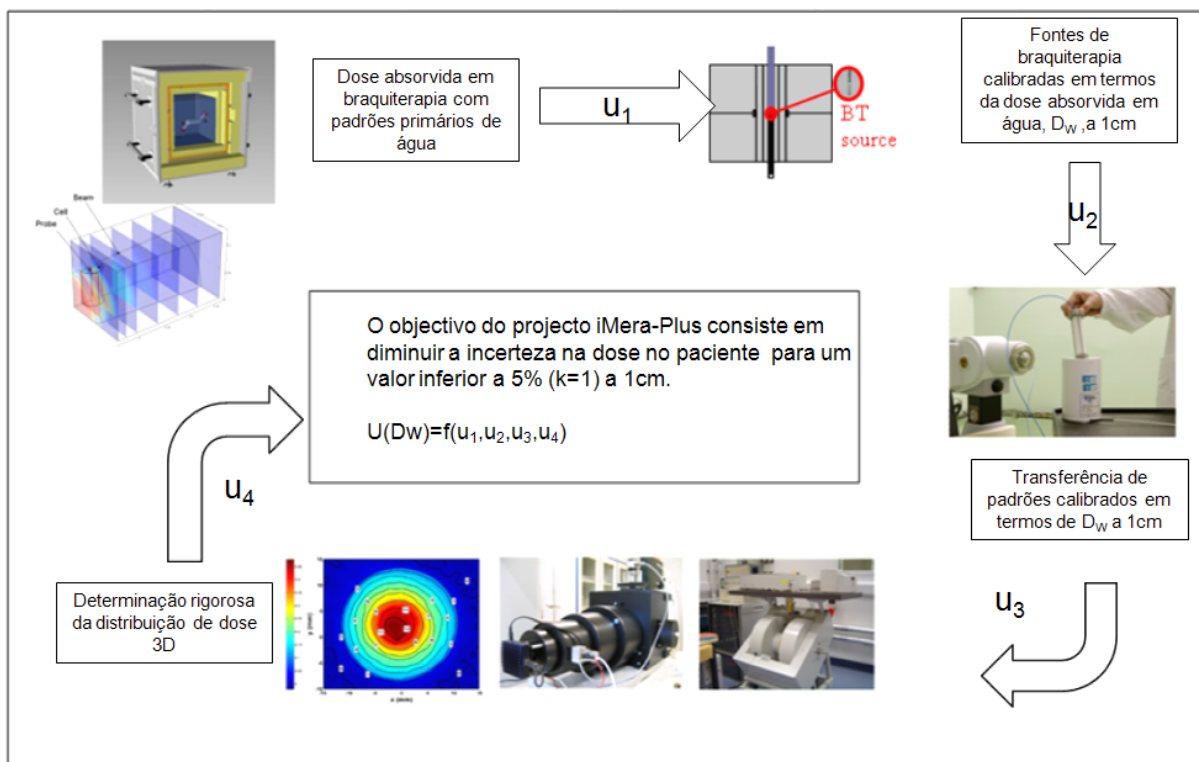 Dose absorvida em
braquiterapia com
padrões primários de
água
u1
BT
source
Fontes de
braquiterapia
calibradas em termos
da dose absorvida em
água, DW ,a 1cm
u2
Beam
Cell
Probe
O objectivo do projecto iMera-Plus consiste em
diminuir a incerteza na dose no paciente para um
valor inferior a 5% (k=1) a 1cm.
U(Dw)=f(u1,u2,u3,u4)
Transferência de
padrões calibrados em
termos de DW a 1cm
u3
u4
Determinação rigorosa
da distribuição de dose
3D